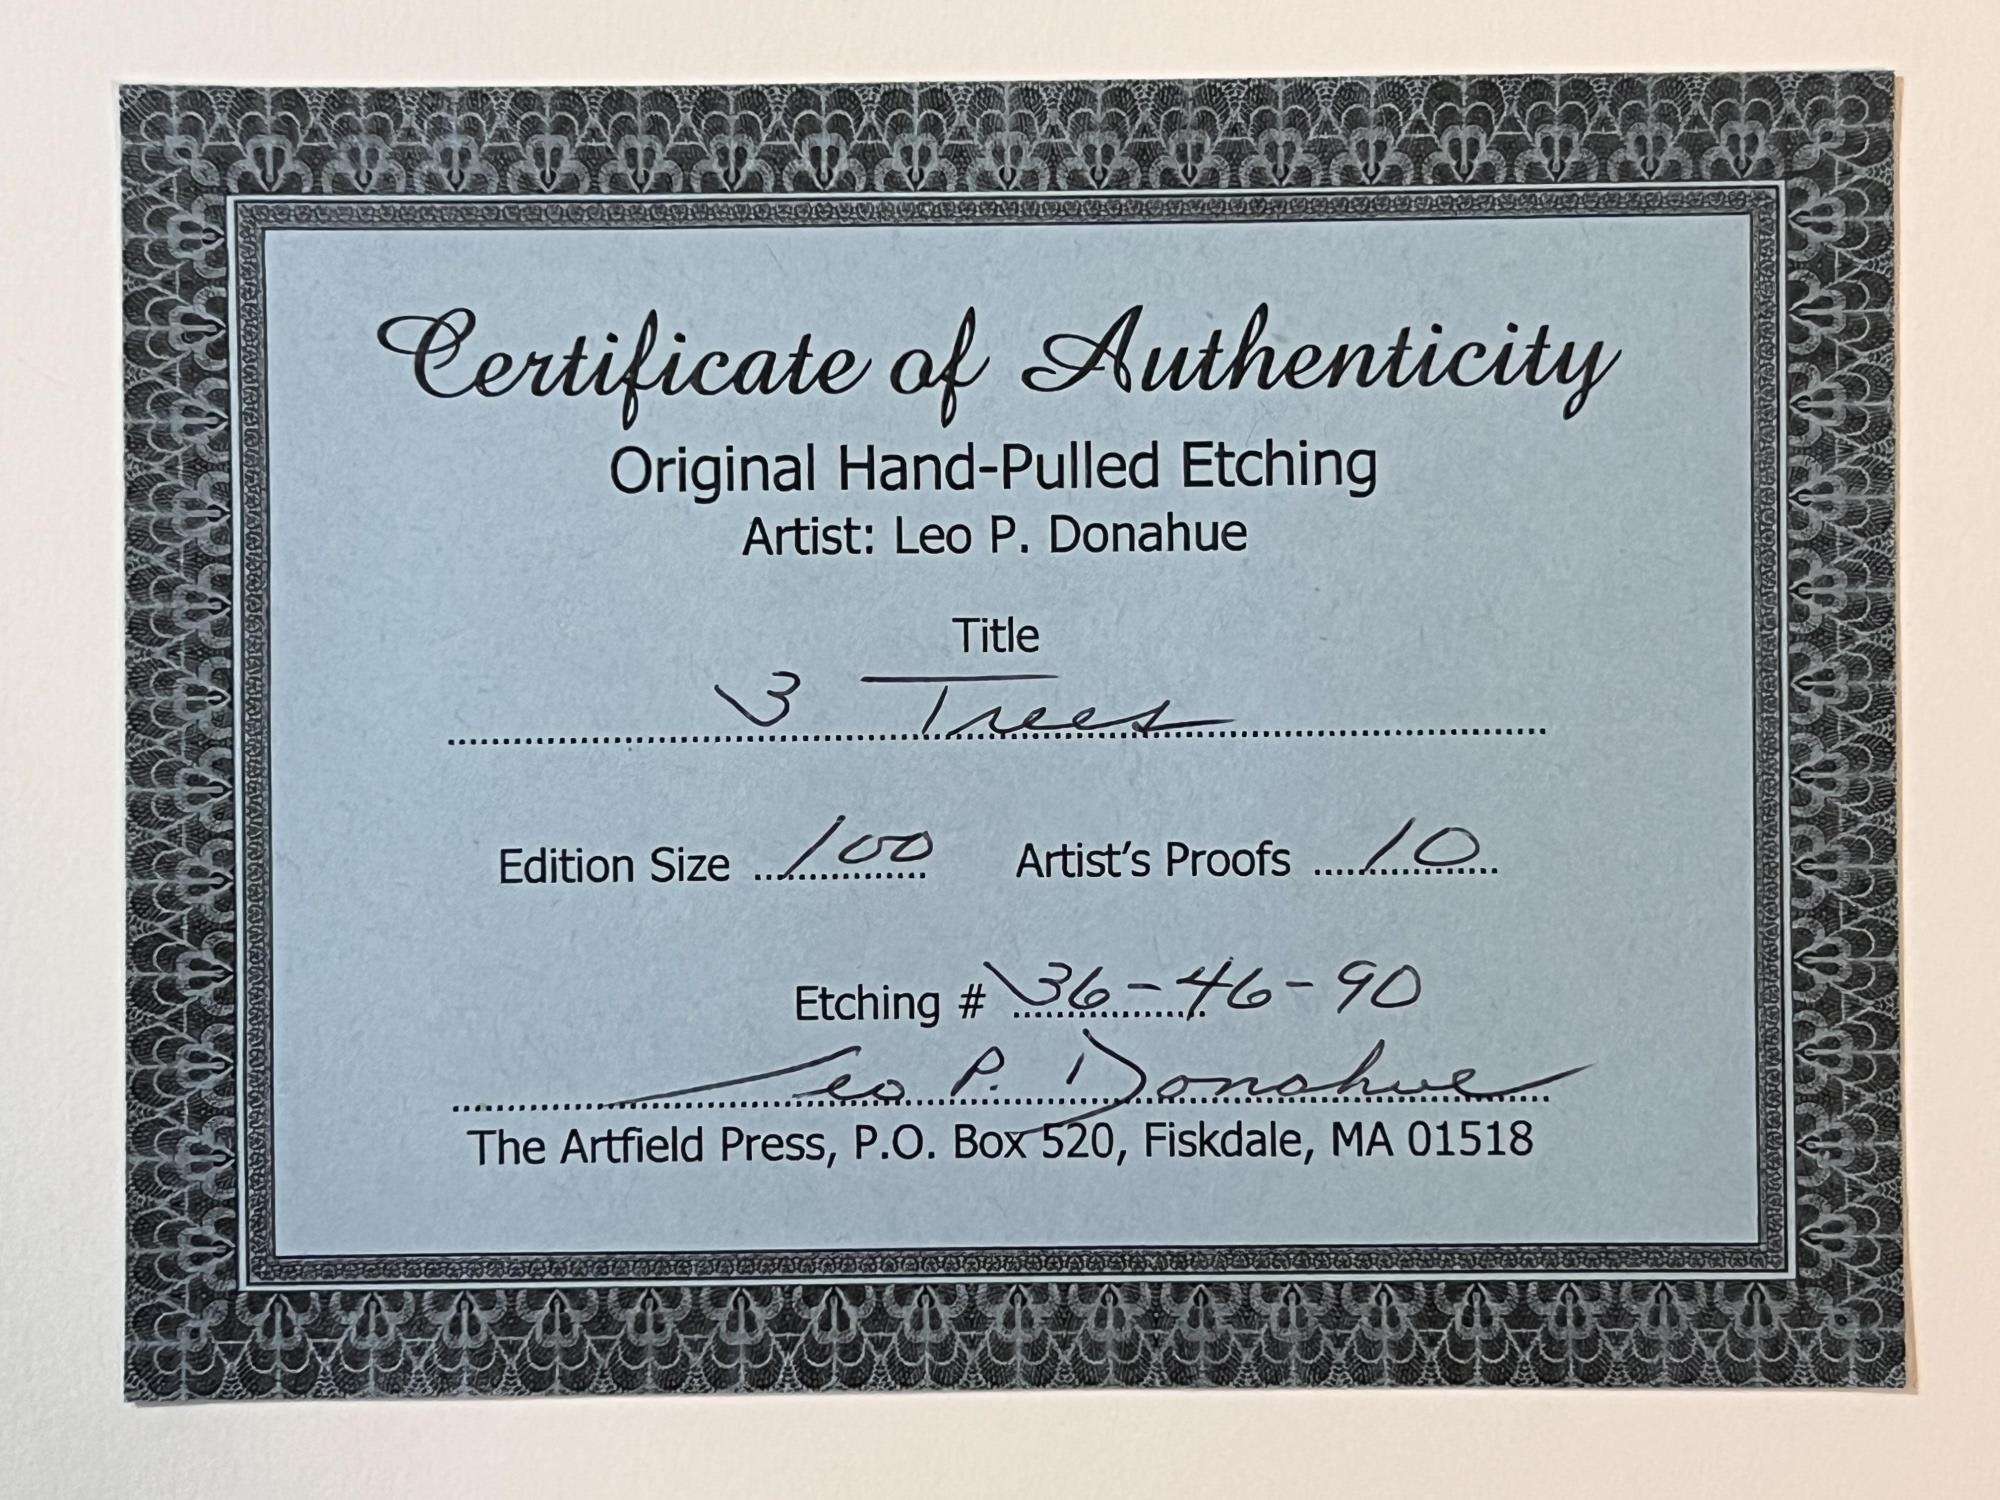 Certificate of Authenticity
Original Hand-Pulled Etching
Artist: Leo P. Donahue
Title
3 Trees
Edition Size 100 Artist's Proofs 10
Etching # 36-46-90
Leo P. Donahue
The Artfield Press, P.O. Box 520, Fiskdale, MA 01518